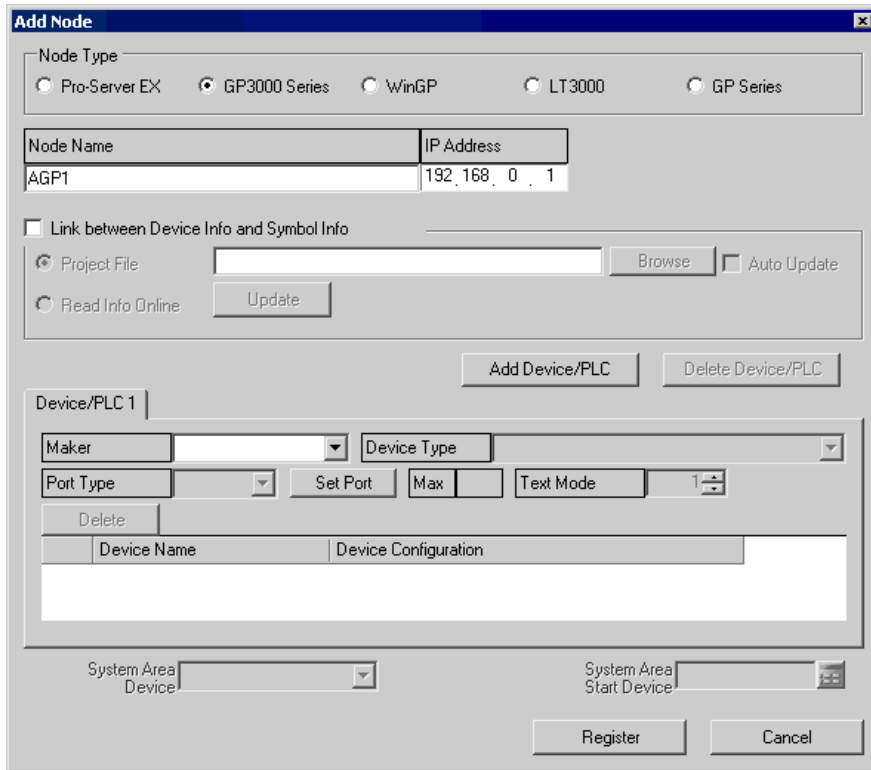 Add Node
Node Type
Pro-Server EX GP3000 Series WinGP LT3000 GP Series
Node Name IP Address
AGP1 192.168.0.1
Link between Device Info and Symbol Info
Project File Browse Auto Update
Read Info Online Update
Add Device/PLC Delete Device/PLC
Device/PLC 1
Maker Device Type
Port Type Set Port Max Text Mode 1
Delete
Device Name Device Configuration
System Area Device System Area Start Device
Register Cancel